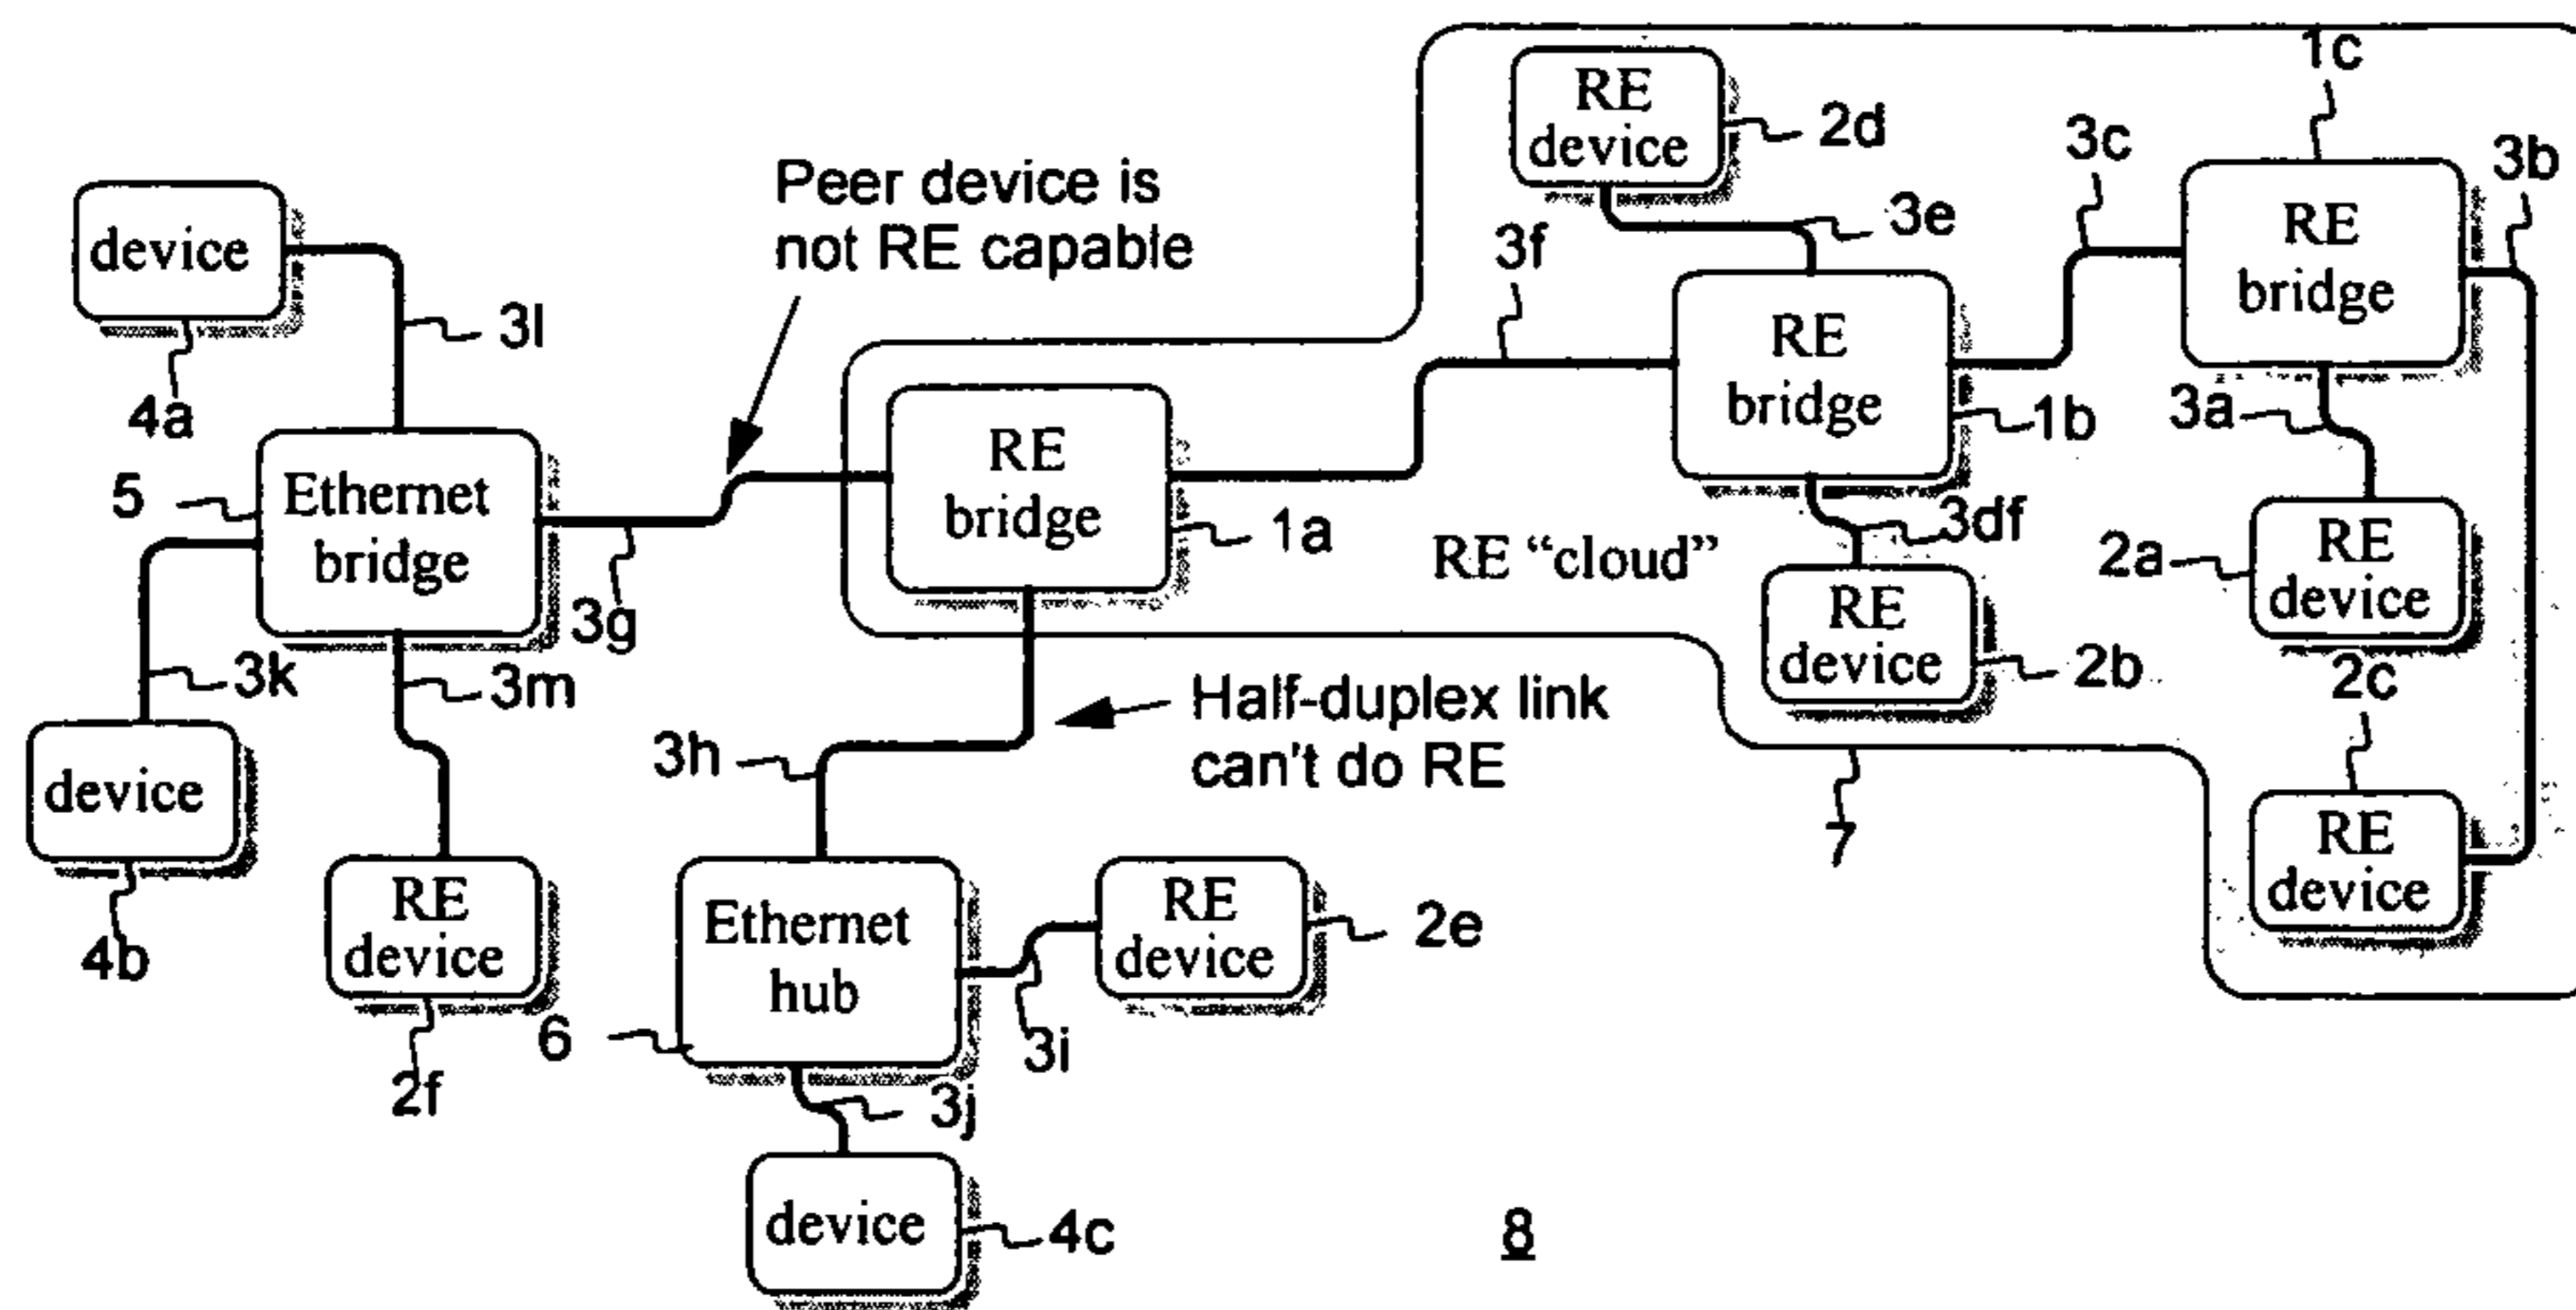 1c
RE
device
2d
3c
3b
Peer device is
not RE capable
device
3l
3f
3e
RE
bridge
RE
bridge
4a
1b
3a
5
Ethernet
bridge
RE
bridge
1a
3df
RE "cloud"
2a
RE
device
3g
RE
device
2b
2c
3k
3m
Half-duplex link
can't do RE
3h
device
7
RE
device
4b
RE
device
Ethernet
hub
RE
device
2e
6
3i
2f
3j
device
4c
8